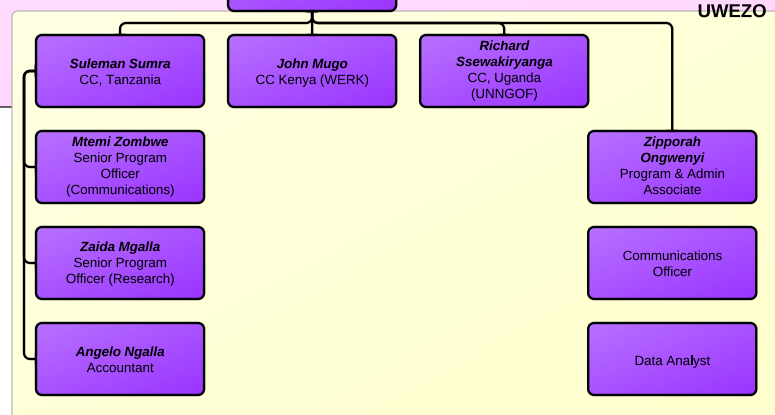 UWEZO
Suleman Sumra
CC, Tanzania
John Mugo
CC Kenya (WERK)
Richard
Ssewakiryanga
CC, Uganda
(UNNGOF)
Mtemi Zombwe
Senior Program
Officer
(Communications)
Zipporah
Ongwenyi
Program & Admin
Associate
Zaida Mgalla
Senior Program
Officer (Research)
Communications
Officer
Angelo Ngalla
Accountant
Data Analyst